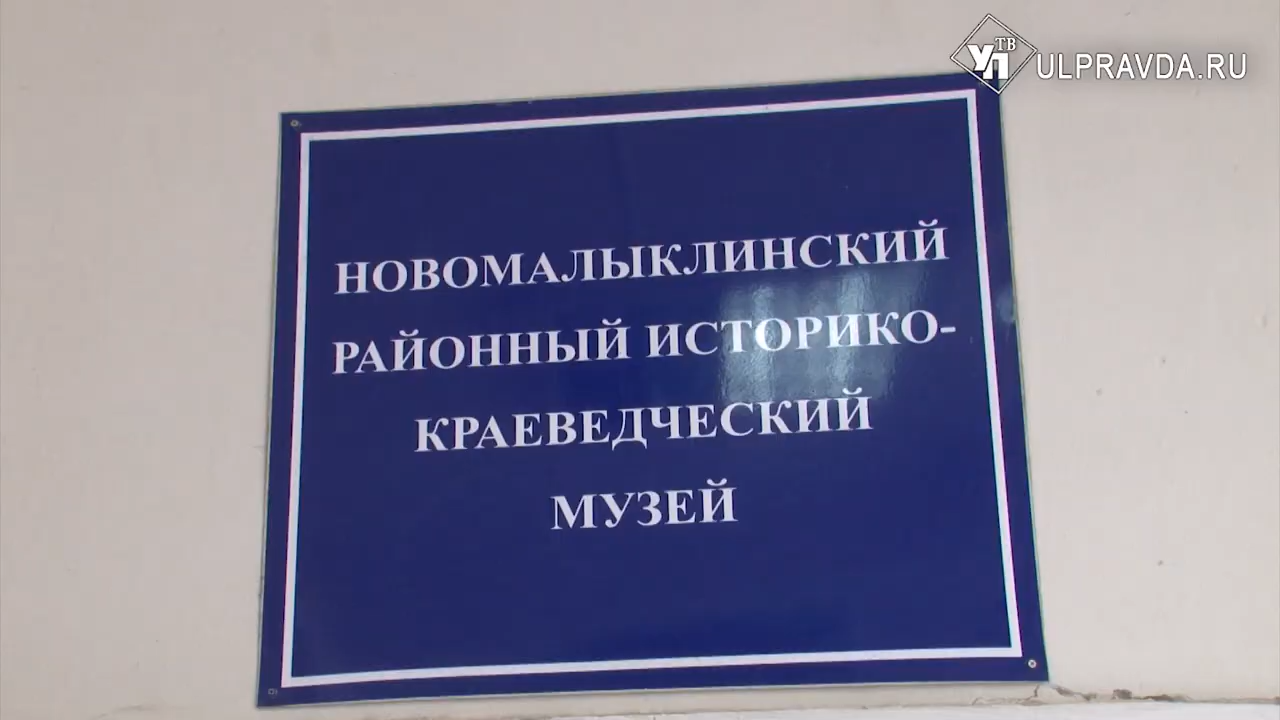 УП ТВ ULPRAVDA.RU
НОВОМАЛЫКЛИНСКИЙ
РАЙОННЫЙ ИСТОРИКО-
КРАЕВЕДЧЕСКИЙ
МУЗЕЙ